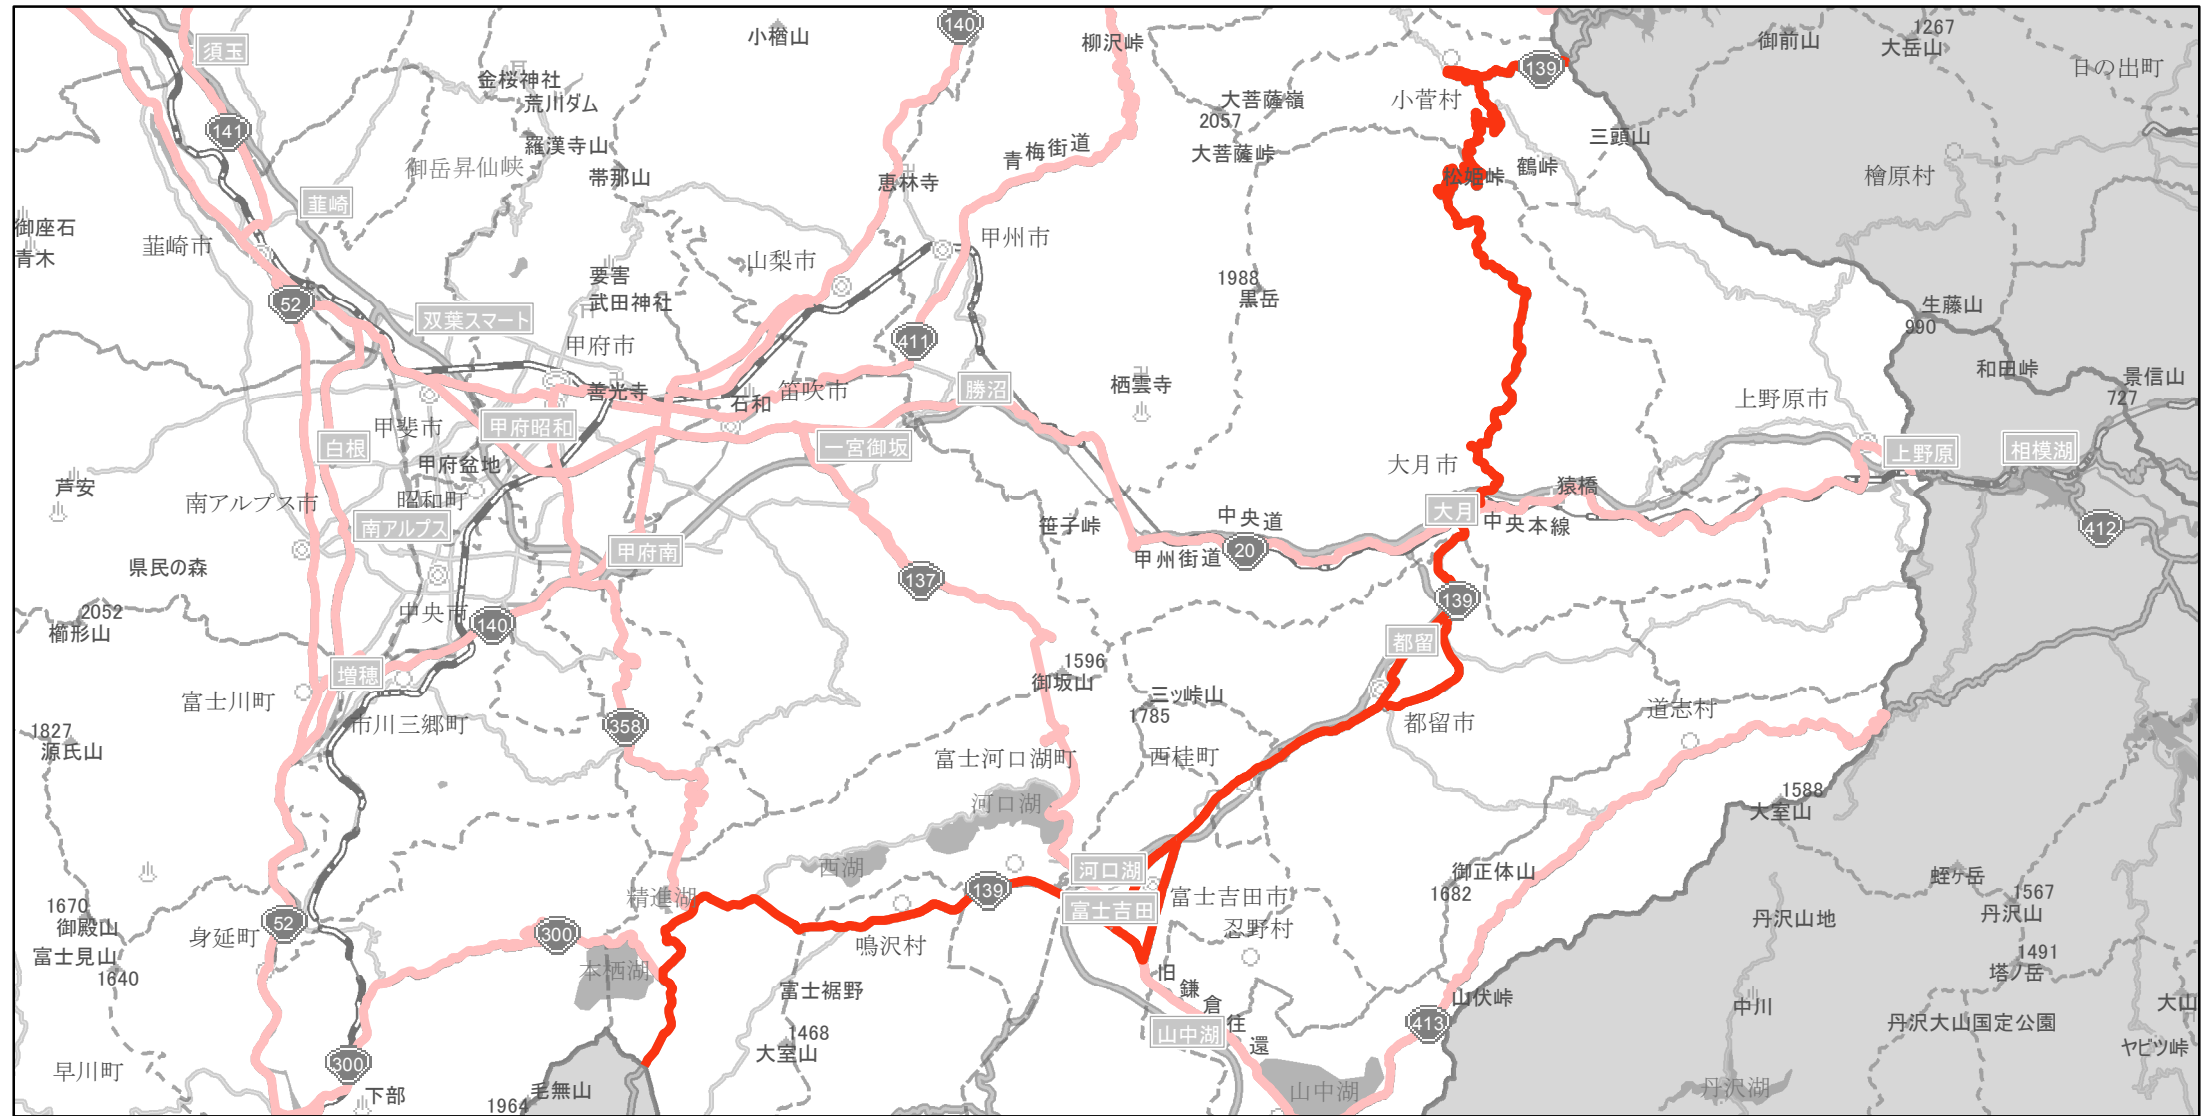 須玉
小楢山
140
柳沢峠
139
御前山
1267
大岳山
日の出町
金桜神社
荒川ダム
141
羅漢寺山
御岳昇仙峡
帯那山
恵林寺
青梅街道
大菩薩嶺
2057
大菩薩峠
小菅村
三頭山
松姫峠
鶴峠
檜原村
韮崎
御座石
青木
韮崎市
52
要害
武田神社
山梨市
甲州市
1988
黒岳
生藤山
990
双葉スマート
甲府市
411
和田峠
景信山
727
善光寺
石和
笛吹市
勝沼
栖雲寺
上野原市
白根
甲斐市
甲府昭和
一宮御坂
上野原
相模湖
甲府盆地
昭和町
大月市
猿橋
芦安
南アルプス市
南アルプス
甲府南
笹子峠
中央道
大月
中央本線
甲州街道
20
412
県民の森
137
139
2052
櫛形山
中央市
140
都留
増穂
富士川町
市川三郷町
358
1596
御坂山
三ッ峠山
1785
都留市
道志村
1827
源氏山
富士河口湖町
西桂町
河口湖
1588
大室山
西湖
河口湖
御正体山
1682
蛭ヶ岳
1567
丹沢山
丹沢山地
精進湖
139
富士吉田
富士吉田市
忍野村
1670
御殿山
富士見山
1640
52
身延町
300
本栖湖
鳴沢村
富士裾野
旧鎌倉往還
1491
塔ノ岳
山伏峠
413
中川
大山
丹沢大山国定公園
ヤビツ峠
1468
大室山
山中湖
早川町
300
下部
毛無山
1964
山中湖
丹沢湖